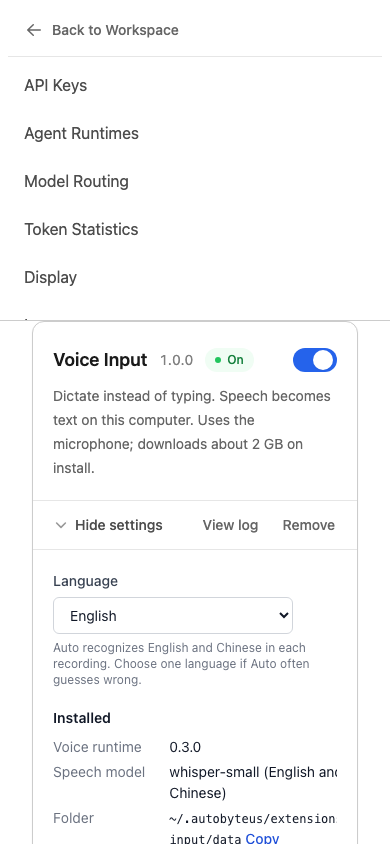 Back to Workspace
API Keys
Agent Runtimes
Model Routing
Token Statistics
Display
Voice Input 1.0.0 On
Dictate instead of typing. Speech becomes
text on this computer. Uses the
microphone; downloads about 2 GB on
install.
Hide settings View log Remove
Language
English
Auto recognizes English and Chinese in each
recording. Choose one language if Auto often
guesses wrong.
Installed
Voice runtime 0.3.0
Speech model whisper-small (English and
Chinese)
Folder ~/.autobyteus/extension
input/data Copy